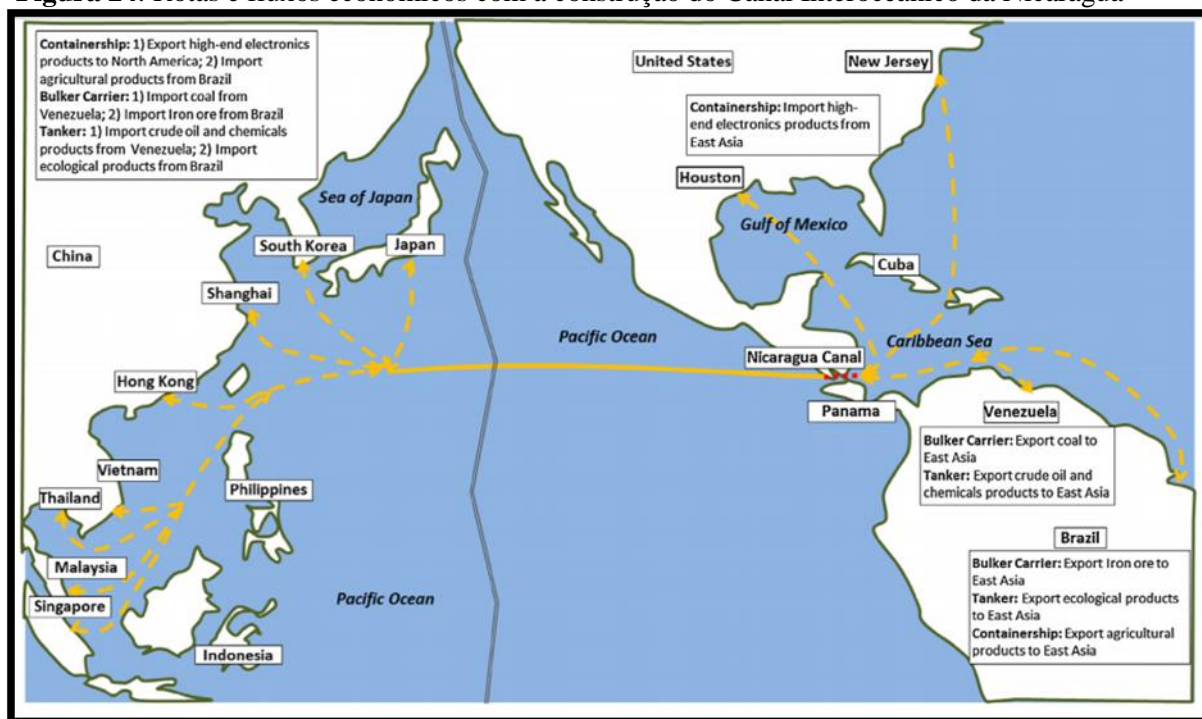 Figura 24. Rotas e fluxos econômicos com a construção do Canal Interoceânico da Nicarágua
Containership: 1) Export high-end electronics
products to North America; 2) Import
agricultural products from Brazil
Bulker Carrier: 1) Import coal from
Venezuela; 2) Import Iron ore from Brazil
Tanker: 1) Import crude oil and chemicals
products from Venezuela; 2) Import
ecological products from Brazil
United States
New Jersey
Containership: Import high-
end electronics products from
East Asia
Houston
Sea of Japan
Gulf of Mexico
South Korea
Japan
China
Cuba
Shanghai
Pacific Ocean
Caribbean Sea
Nicaragua Canal
Hong Kong
Panama
Venezuela
Bulker Carrier: Export coal to
East Asia
Tanker: Export crude oil and
chemicals products to East Asia
Vietnam
Philippines
Thailand
Brazil
Bulker Carrier: Export Iron ore to
East Asia
Tanker: Export ecological products
to East Asia
Containership: Export agricultural
products to East Asia
Malaysia
Singapore
Pacific Ocean
Indonesia